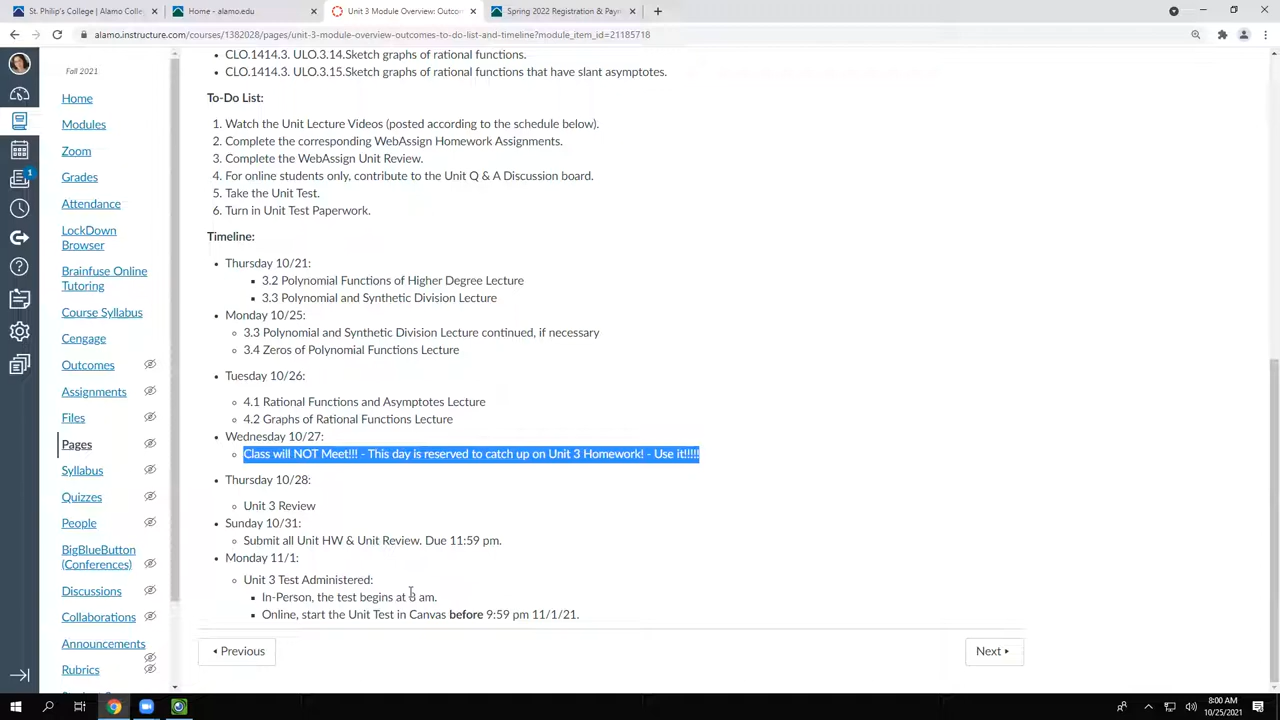 St. Philip's College | Alamo Colleg
Home - alamo.edu
Unit 3 Module Overview: Outcom
Spring 2022 Registration & Paym
alamo.instructure.com/courses/1382028/pages/unit-3-module-overview-outcomes-to-do-list-and-timeline?module_item_id=21185718
1
Fall 2021
Home
Modules
Zoom
Grades
Attendance
LockDown
Browser
Brainfuse Online
Tutoring
Course Syllabus
Cengage
Outcomes
Assignments
Files
Pages
Syllabus
Quizzes
People
BigBlueButton
(Conferences)
Discussions
Collaborations
Announcements
Rubrics
• CLO.1414.3. ULO.3.14.Sketch graphs of rational functions.
• CLO.1414.3. ULO.3.15.Sketch graphs of rational functions that have slant asymptotes.
To-Do List:
1. Watch the Unit Lecture Videos (posted according to the schedule below).
2. Complete the corresponding WebAssign Homework Assignments.
3. Complete the WebAssign Unit Review.
4. For online students only, contribute to the Unit Q & A Discussion board.
5. Take the Unit Test.
6. Turn in Unit Test Paperwork.
Timeline:
• Thursday 10/21:
▪ 3.2 Polynomial Functions of Higher Degree Lecture
▪ 3.3 Polynomial and Synthetic Division Lecture
• Monday 10/25:
◦ 3.3 Polynomial and Synthetic Division Lecture continued, if necessary
◦ 3.4 Zeros of Polynomial Functions Lecture
• Tuesday 10/26:
◦ 4.1 Rational Functions and Asymptotes Lecture
◦ 4.2 Graphs of Rational Functions Lecture
• Wednesday 10/27:
◦ Class will NOT Meet!!! - This day is reserved to catch up on Unit 3 Homework! - Use it!!!!!
• Thursday 10/28:
◦ Unit 3 Review
• Sunday 10/31:
◦ Submit all Unit HW & Unit Review. Due 11:59 pm.
• Monday 11/1:
◦ Unit 3 Test Administered:
▪ In-Person, the test begins at 8 am.
▪ Online, start the Unit Test in Canvas before 9:59 pm 11/1/21.
Previous
Next
8:00 AM
10/25/2021